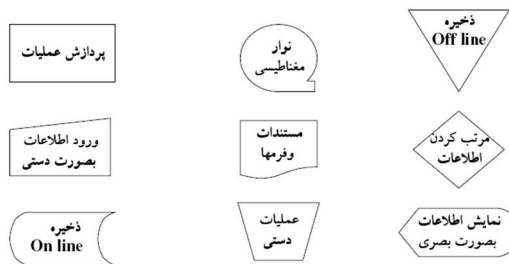 ذخیره
Off line
نوار
مغناطیسی
پردازش عملیات
مرتب کردن
اطلاعات
مستندات
وفرمها
ورود اطلاعات
بصورت دستی
نمایش اطلاعات
بصورت بصری
عملیات
دستی
ذخیره
On line